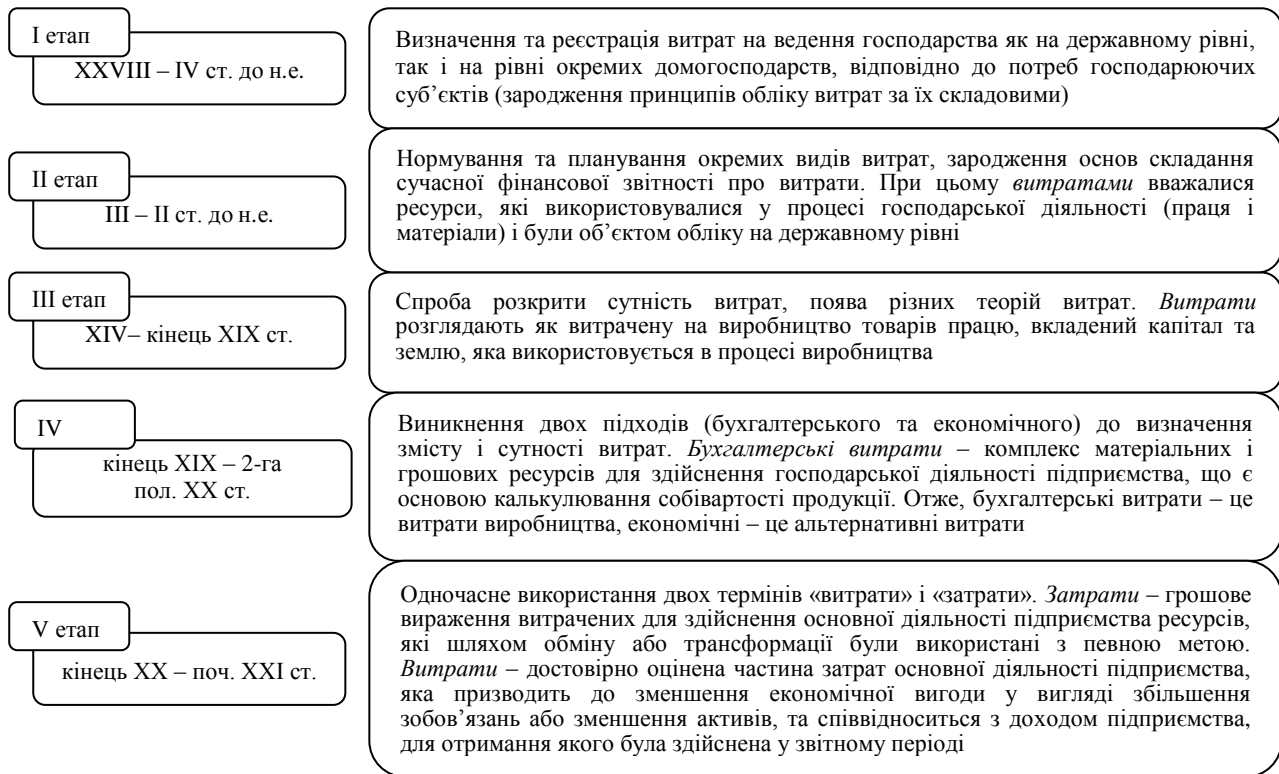 I етап
XXVIII – IV ст. до н.е.
Визначення та реєстрація витрат на ведення господарства як на державному рівні,
так і на рівні окремих домогосподарств, відповідно до потреб господарюючих
суб’єктів (зародження принципів обліку витрат за їх складовими)
II етап
III – II ст. до н.е.
Нормування та планування окремих видів витрат, зародження основ складання
сучасної фінансової звітності про витрати. При цьому витратами вважалися
ресурси, які використовувалися у процесі господарської діяльності (праця і
матеріали) і були об’єктом обліку на державному рівні
III етап
XIV– кінець XIX ст.
Спроба розкрити сутність витрат, поява різних теорій витрат. Витрати
розглядають як витрачену на виробництво товарів працю, вкладений капітал та
землю, яка використовується в процесі виробництва
IV
кінець XIX – 2-га
пол. XX ст.
Виникнення двох підходів (бухгалтерського та економічного) до визначення
змісту і сутності витрат. Бухгалтерські витрати – комплекс матеріальних і
грошових ресурсів для здійснення господарської діяльності підприємства, що є
основою калькулювання собівартості продукції. Отже, бухгалтерські витрати – це
витрати виробництва, економічні – це альтернативні витрати
V етап
кінець XX – поч. XXI ст.
Одночасне використання двох термінів «витрати» і «затрати». Затрати – грошове
вираження витрачених для здійснення основної діяльності підприємства ресурсів,
які шляхом обміну або трансформації були використані з певною метою.
Витрати – достовірно оцінена частина затрат основної діяльності підприємства,
яка призводить до зменшення економічної вигоди у вигляді збільшення
зобов’язань або зменшення активів, та співвідноситься з доходом підприємства,
для отримання якого була здійснена у звітному періоді